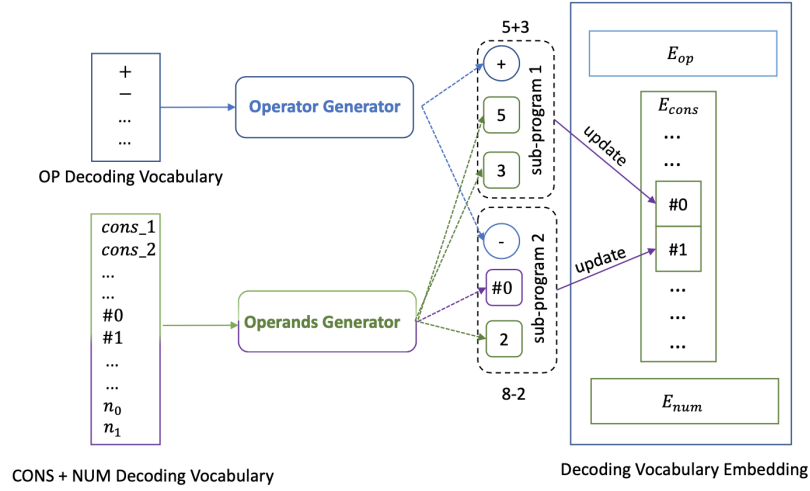 +
−
...
...
OP Decoding Vocabulary
Operator Generator
cons_1
cons_2
...
...
#0
#1
...
...
n₀
n₁
CONS + NUM Decoding Vocabulary
Operands Generator
5+3
+
5
3
sub-program 1
-
#0
2
sub-program 2
8-2
update
update
E_op
E_cons
...
...
#0
#1
...
...
...
E_num
Decoding Vocabulary Embedding